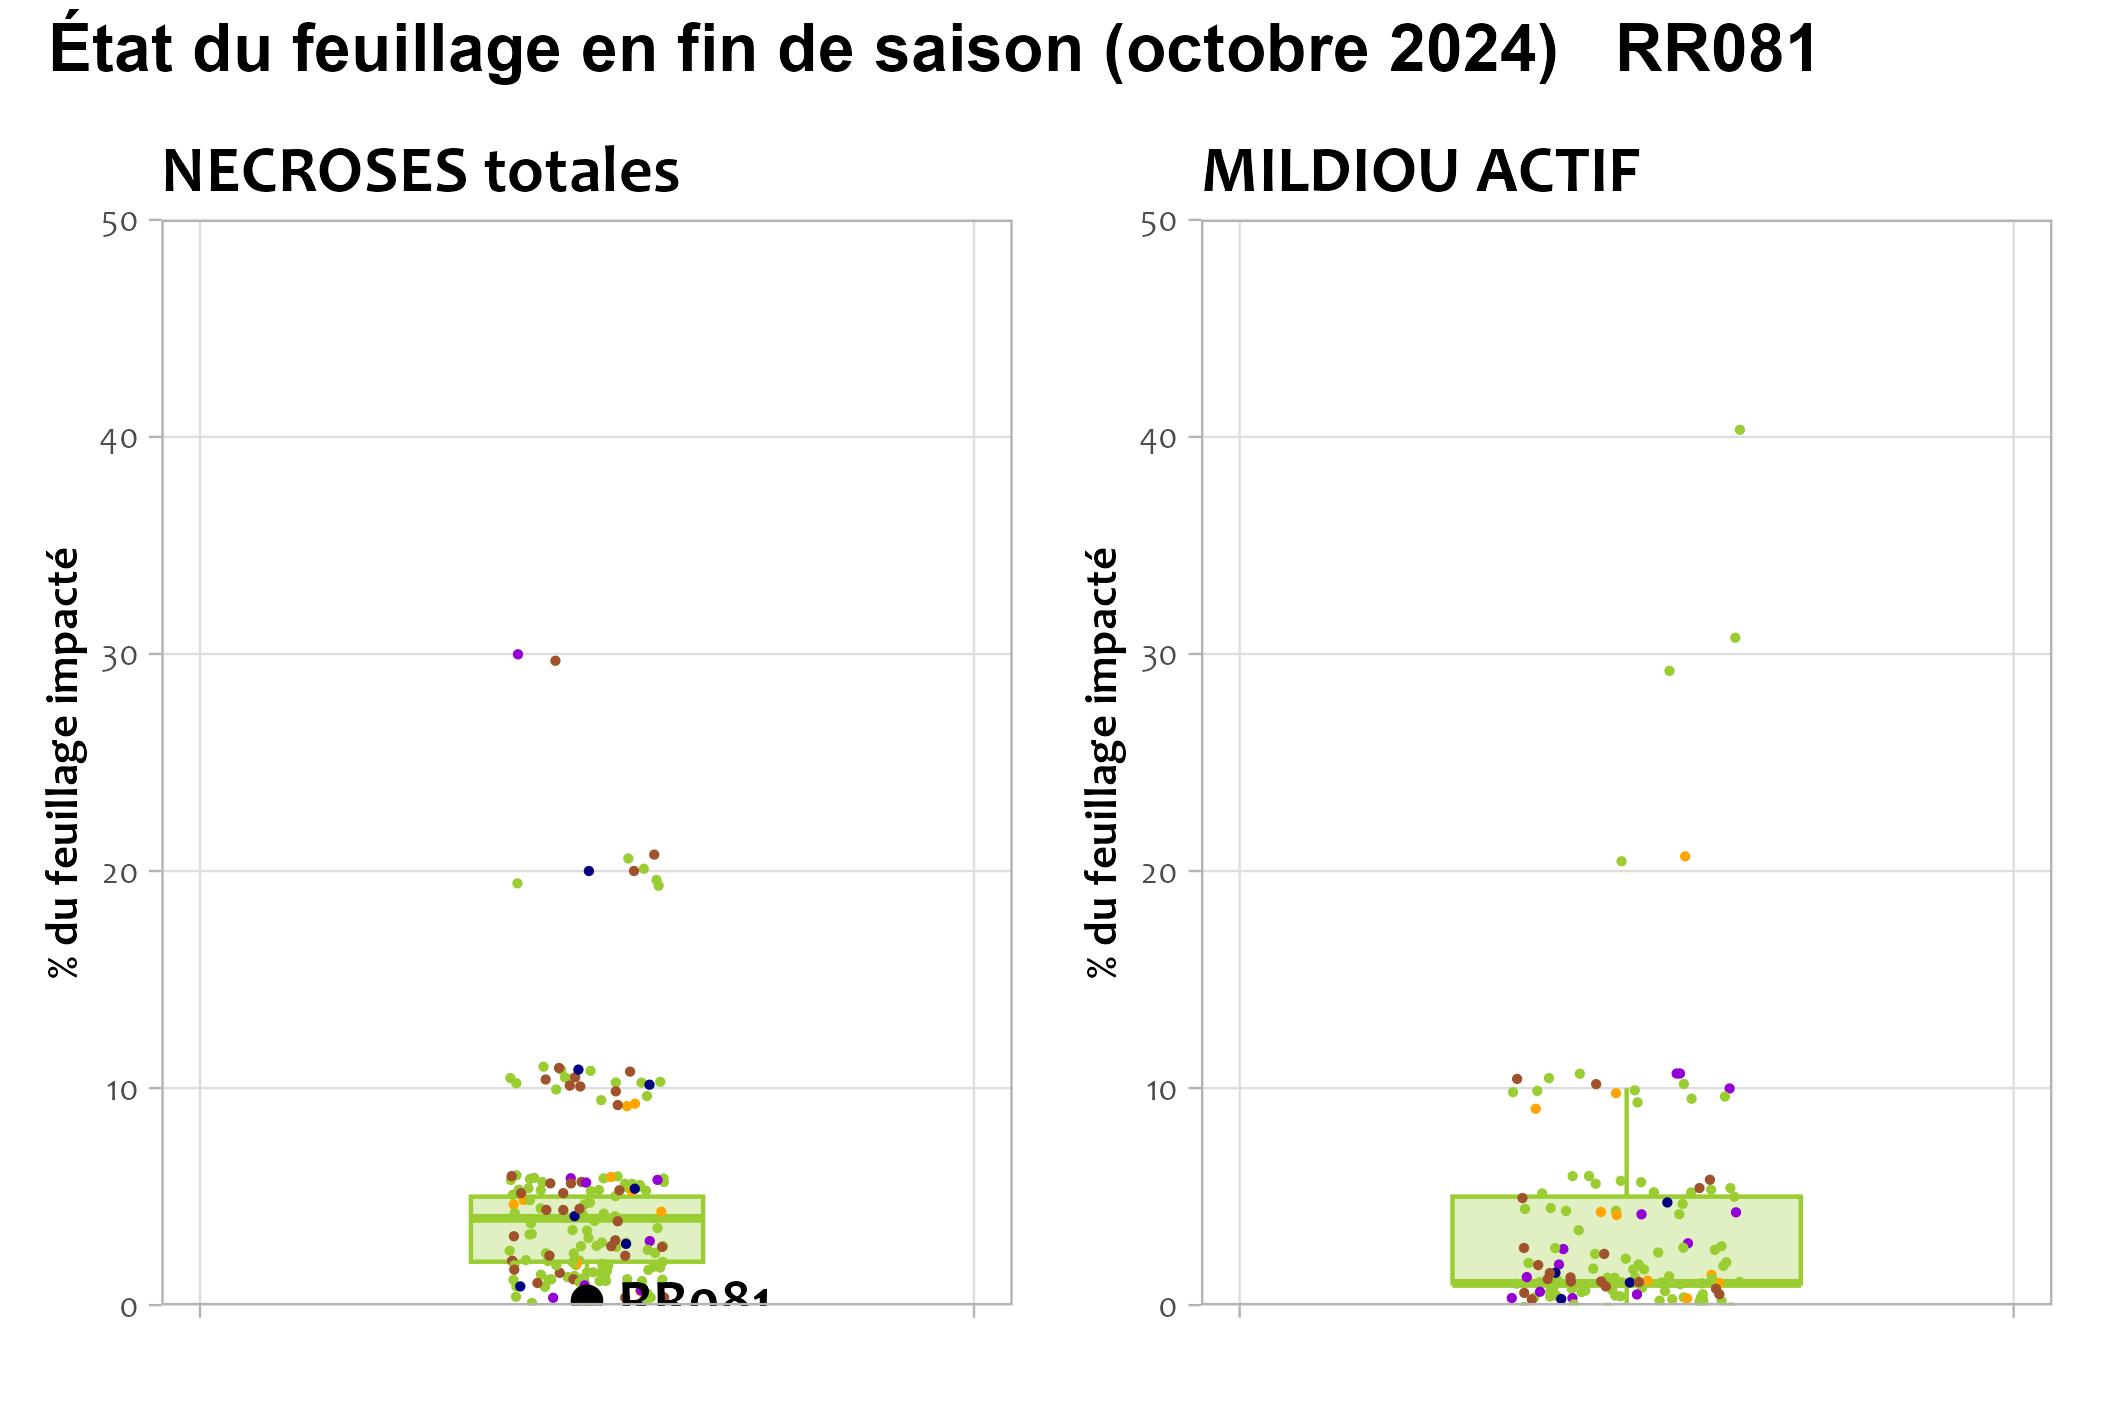 État du feuillage en fin de saison (octobre 2024) RR081
NECROSES totales
MILDIOU ACTIF
% du feuillage impacté
50
40
30
20
10
0
RR081
% du feuillage impacté
50
40
30
20
10
0